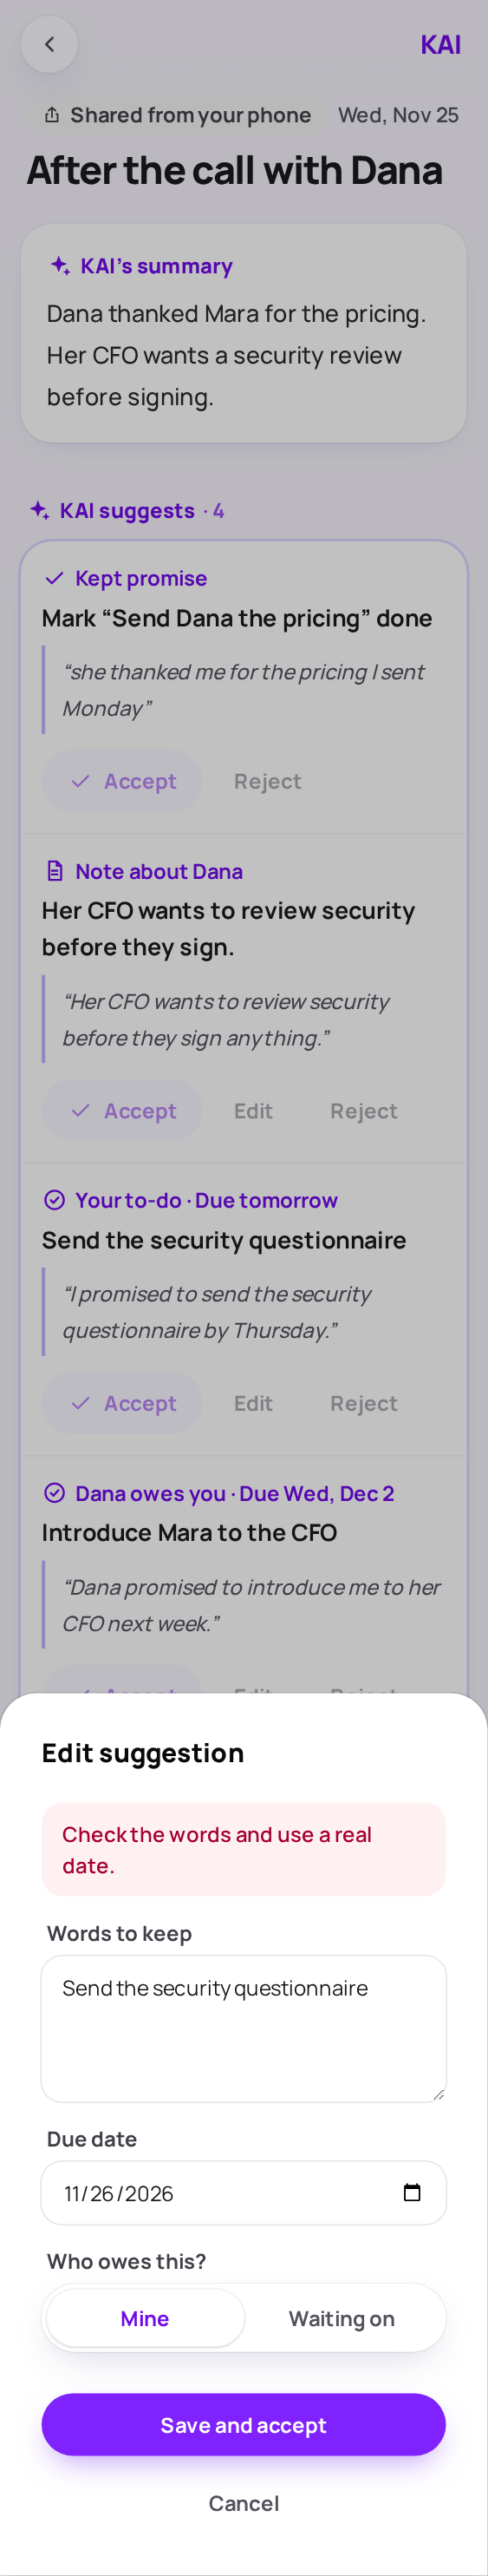 KAI
Shared from your phone Wed, Nov 25
After the call with Dana
KAI’s summary
Dana thanked Mara for the pricing.
Her CFO wants a security review
before signing.
KAI suggests · 4
Kept promise
Mark “Send Dana the pricing” done
“she thanked me for the pricing I sent
Monday”
Accept Reject
Note about Dana
Her CFO wants to review security
before they sign.
“Her CFO wants to review security
before they sign anything.”
Accept Edit Reject
Your to-do · Due tomorrow
Send the security questionnaire
“I promised to send the security
questionnaire by Thursday.”
Accept Edit Reject
Dana owes you · Due Wed, Dec 2
Introduce Mara to the CFO
“Dana promised to introduce me to her
CFO next week.”
Accept Edit Reject
Edit suggestion
Check the words and use a real
date.
Words to keep
Send the security questionnaire
Due date
11/26/2026
Who owes this?
Mine Waiting on
Save and accept
Cancel